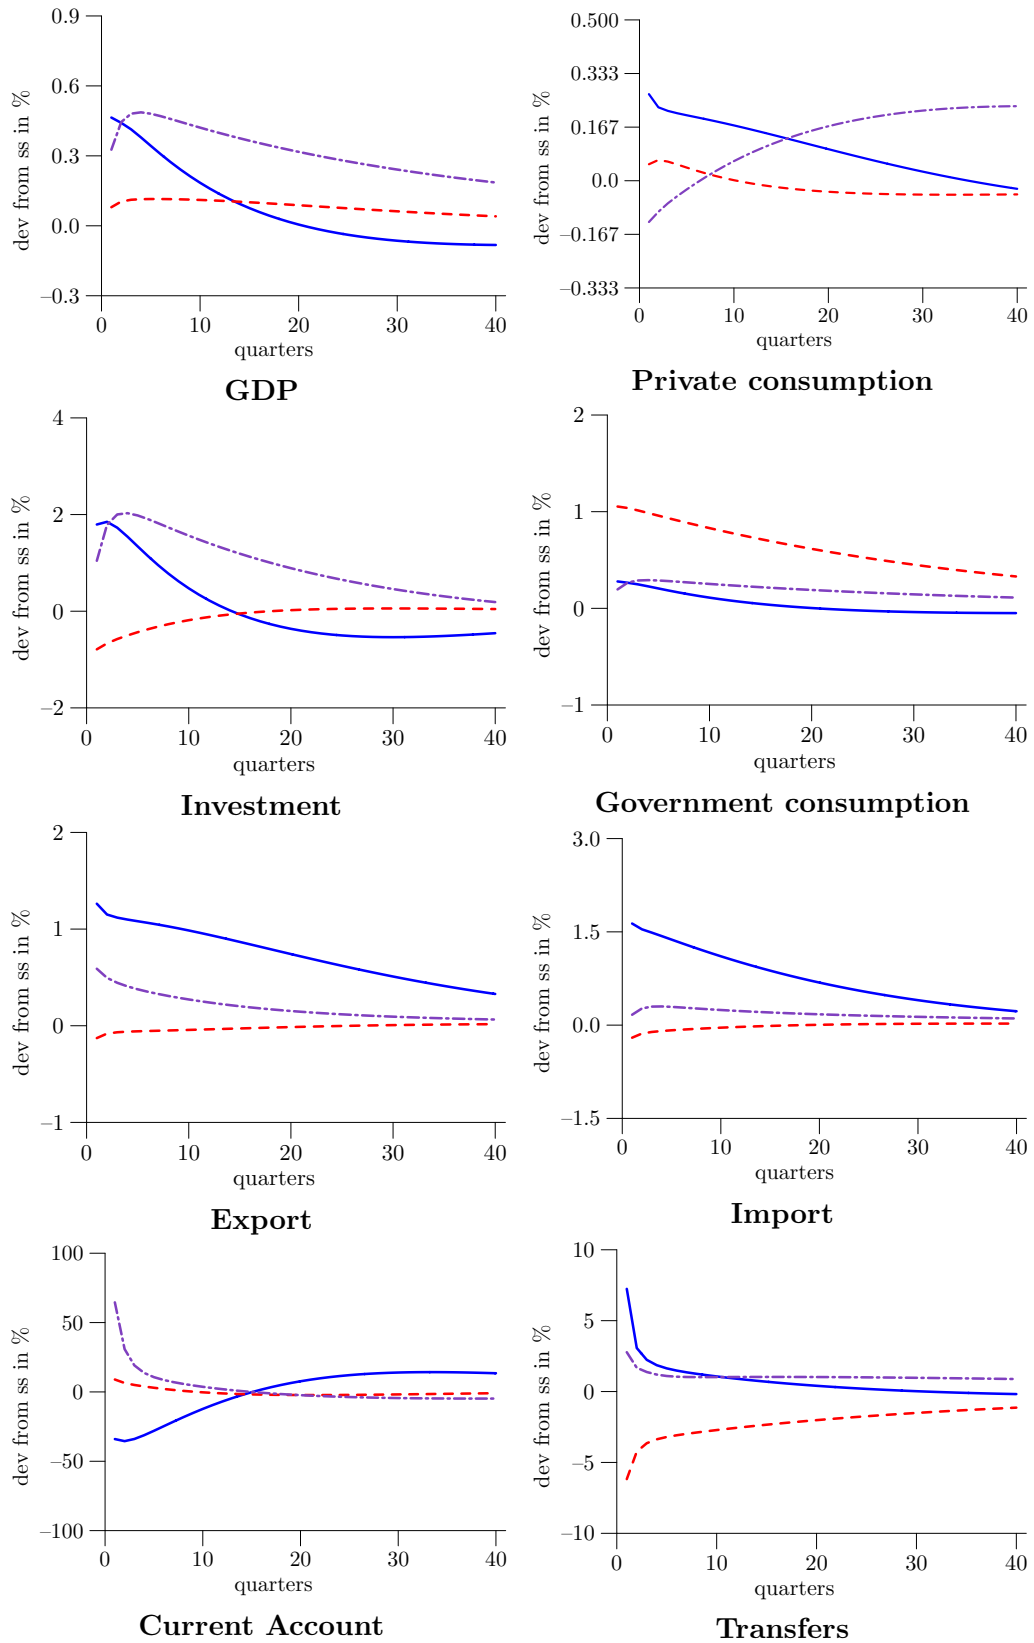 0.9
0.6
0.3
0.0
–0.3
dev from ss in %
0 10 20 30 40
quarters
GDP
0.500
0.333
0.167
0.0
–0.167
–0.333
dev from ss in %
0 10 20 30 40
quarters
Private consumption
4
2
0
–2
dev from ss in %
0 10 20 30 40
quarters
Investment
2
1
0
–1
dev from ss in %
0 10 20 30 40
quarters
Government consumption
2
1
0
–1
dev from ss in %
0 10 20 30 40
quarters
Export
3.0
1.5
0.0
–1.5
dev from ss in %
0 10 20 30 40
quarters
Import
100
50
0
–50
–100
dev from ss in %
0 10 20 30 40
quarters
Current Account
10
5
0
–5
–10
dev from ss in %
0 10 20 30 40
quarters
Transfers